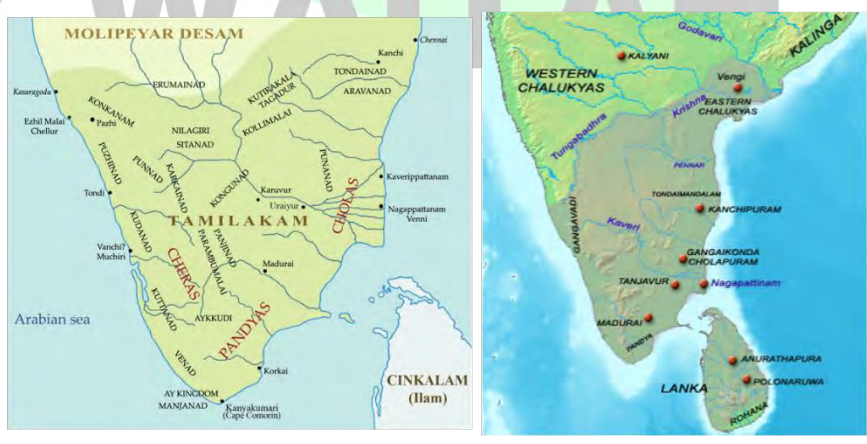 MOLIPEYAR DESAM
Chennai
Kanchi
TONDAINAD
ERUMAINAD
KUTIRAKALA
TAGADUR
ARAVANAD
Kasaragodu
KONKANAM
Ezhil Malai
Chellur
Pazhi
NILAGIRI
SITANAD
KOLLIMALAI
PUZHINAD
PUNNAD
KARKAINAD
KONGUNAD
PUNANAD
Kaverippattanam
Tondi
Karuvur
Uraiyur
CHOLAS
Nagappattanam
Venni
TAMILAKAM
KUDANAD
PANJINAD
PARAMBUMALAI
Vanchi?
Muchiri
CHERAS
Madurai
KUTTANAD
Arabian sea
AYKKUDI
PANDYAS
VENAD
Korkai
CINKALAM
(Ilam)
AY KINGDOM
MANJANAD
Kanyakumari
(Cape Comorin)
Godavari
KALINGA
KALYANI
WESTERN
CHALUKYAS
Vengi
EASTERN
CHALUKYAS
Krishna
Tungabadhra
PENNAR
TONDAIMANDALAM
KANCHIPURAM
GANGAVADI
Kaveri
GANGAIKONDA
CHOLAPURAM
TANJAVUR
Nagapattinam
MADURAI
PANDYA
ANURATHAPURA
LANKA
POLONARUWA
ROHANA